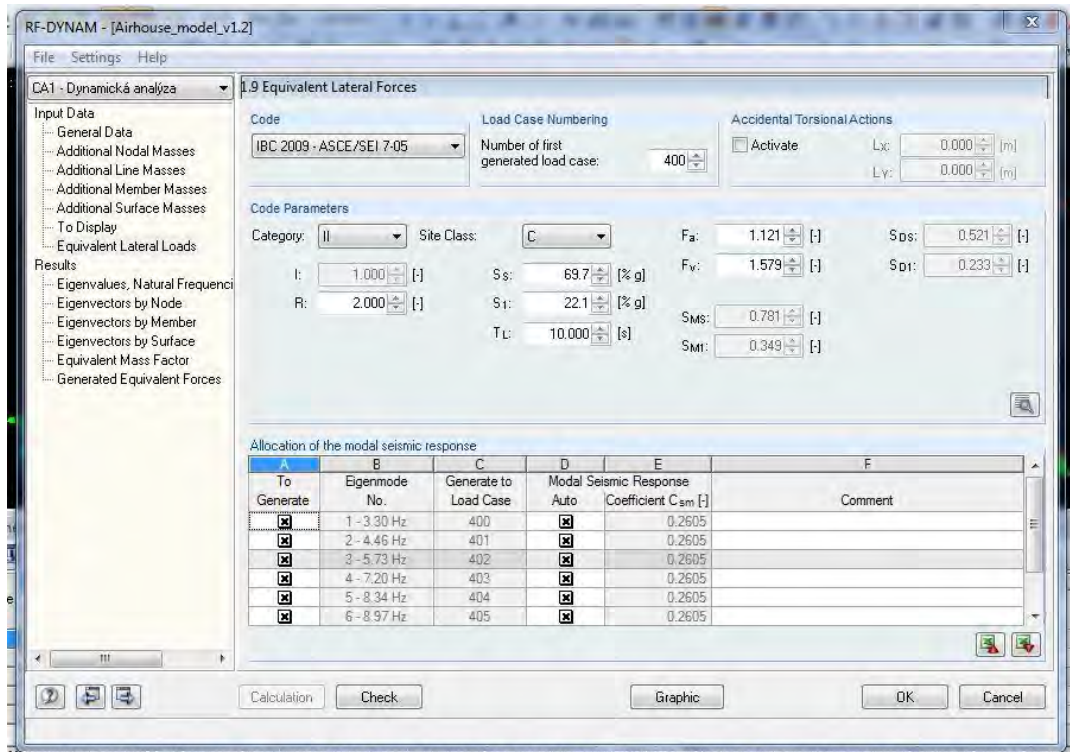 RF-DYNAM - [Airhouse_model_v1.2]
File Settings Help
CA1 - Dynamická analýza
1.9 Equivalent Lateral Forces
Input Data
General Data
Additional Nodal Masses
Additional Line Masses
Additional Member Masses
Additional Surface Masses
To Display
Equivalent Lateral Loads
Results
Eigenvalues, Natural Frequenci
Eigenvectors by Node
Eigenvectors by Member
Eigenvectors by Surface
Equivalent Mass Factor
Generated Equivalent Forces
Code
IBC 2009 - ASCE/SEI 7-05
Load Case Numbering
Number of first
generated load case: 400
Accidental Torsional Actions
Activate Lx: 0.000 [m]
Ly: 0.000 [m]
Code Parameters
Category: II Site Class: C Fa: 1.121 [-] SDS: 0.521 [-]
I: 1.000 [-] SS: 69.7 [% g] Fv: 1.579 [-] SD1: 0.233 [-]
R: 2.000 [-] S1: 22.1 [% g] SMS: 0.781 [-]
TL: 10.000 [s] SM1: 0.349 [-]
Allocation of the modal seismic response
A B C D E F
To Eigenmode Generate to Modal Seismic Response
Generate No. Load Case Auto Coefficient Csm [-] Comment
1 - 3.30 Hz 400 0.2605
2 - 4.46 Hz 401 0.2605
3 - 5.73 Hz 402 0.2605
4 - 7.20 Hz 403 0.2605
5 - 8.34 Hz 404 0.2605
6 - 8.97 Hz 405 0.2605
Calculation Check Graphic OK Cancel